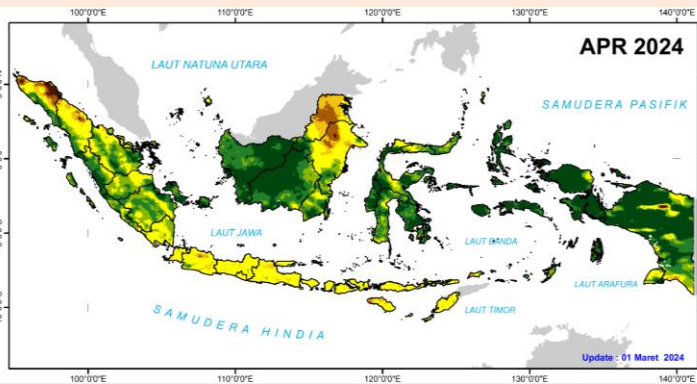 100°0'0"E 110°0'0"E 120°0'0"E 130°0'0"E 140°0'0"E
APR 2024
LAUT NATUNA UTARA
SAMUDERA PASIFIK
LAUT JAWA
LAUT BANDA
LAUT ARAFURA
LAUT TIMOR
SAMUDERA HINDIA
Update : 01 Maret 2024
100°0'0"E 110°0'0"E 120°0'0"E 130°0'0"E 140°0'0"E